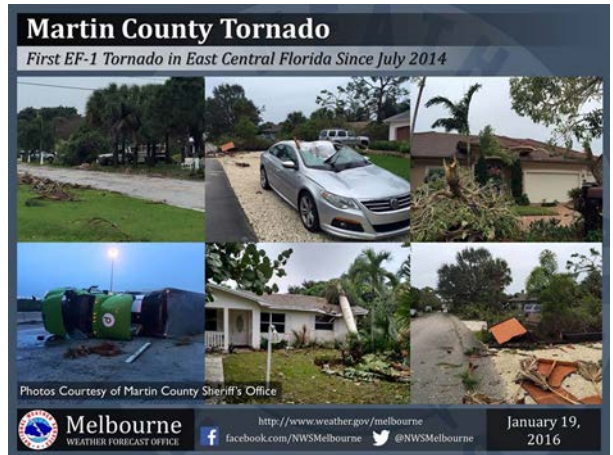 Martin County Tornado
First EF-1 Tornado in East Central Florida Since July 2014
Photos Courtesy of Martin County Sheriff's Office
Melbourne
WEATHER FORECAST OFFICE
http://www.weather.gov/melbourne
facebook.com/NWSMelbourne
@NWSMelbourne
January 19,
2016